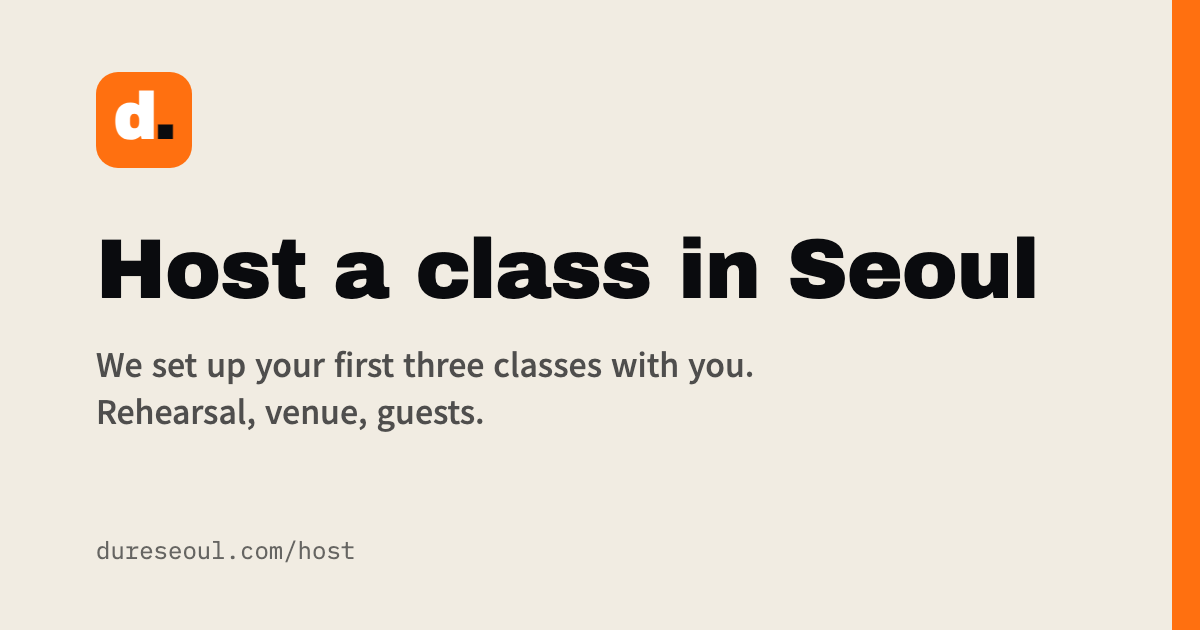 d.
Host a class in Seoul
We set up your first three classes with you.
Rehearsal, venue, guests.
dureseoul.com/host